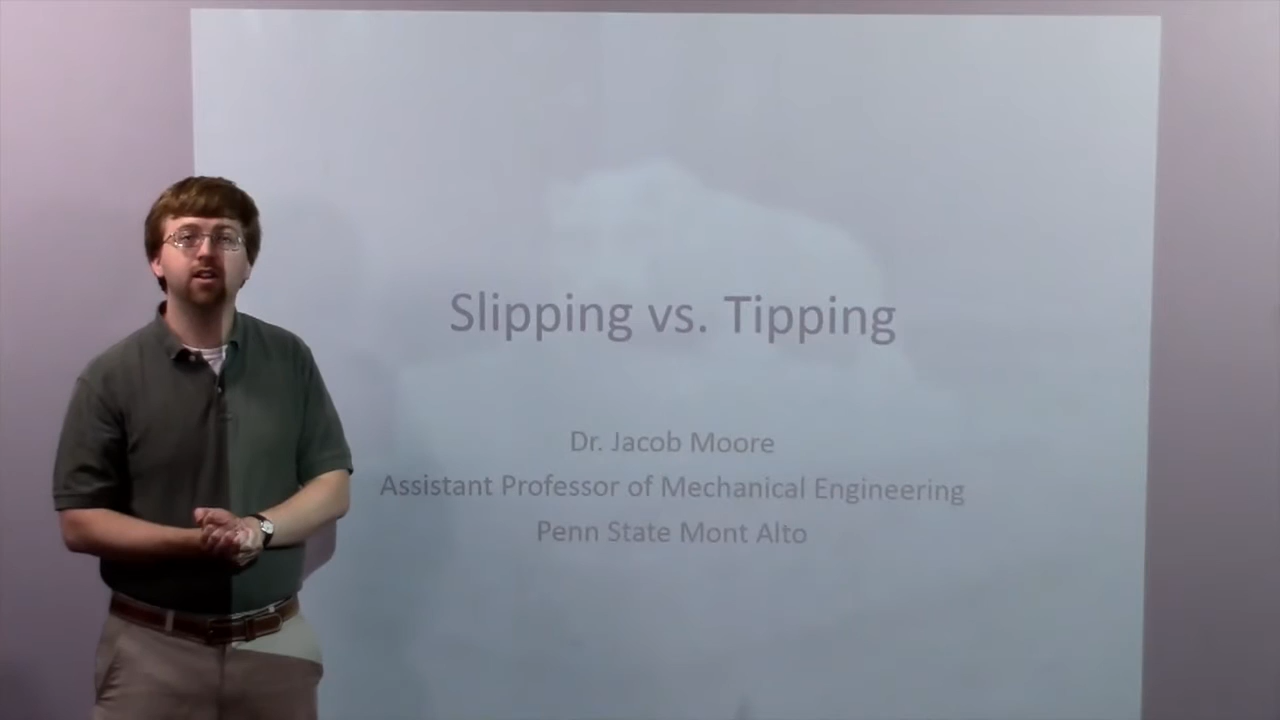 Slipping vs. Tipping
Dr. Jacob Moore
Assistant Professor of Mechanical Engineering
Penn State Mont Alto